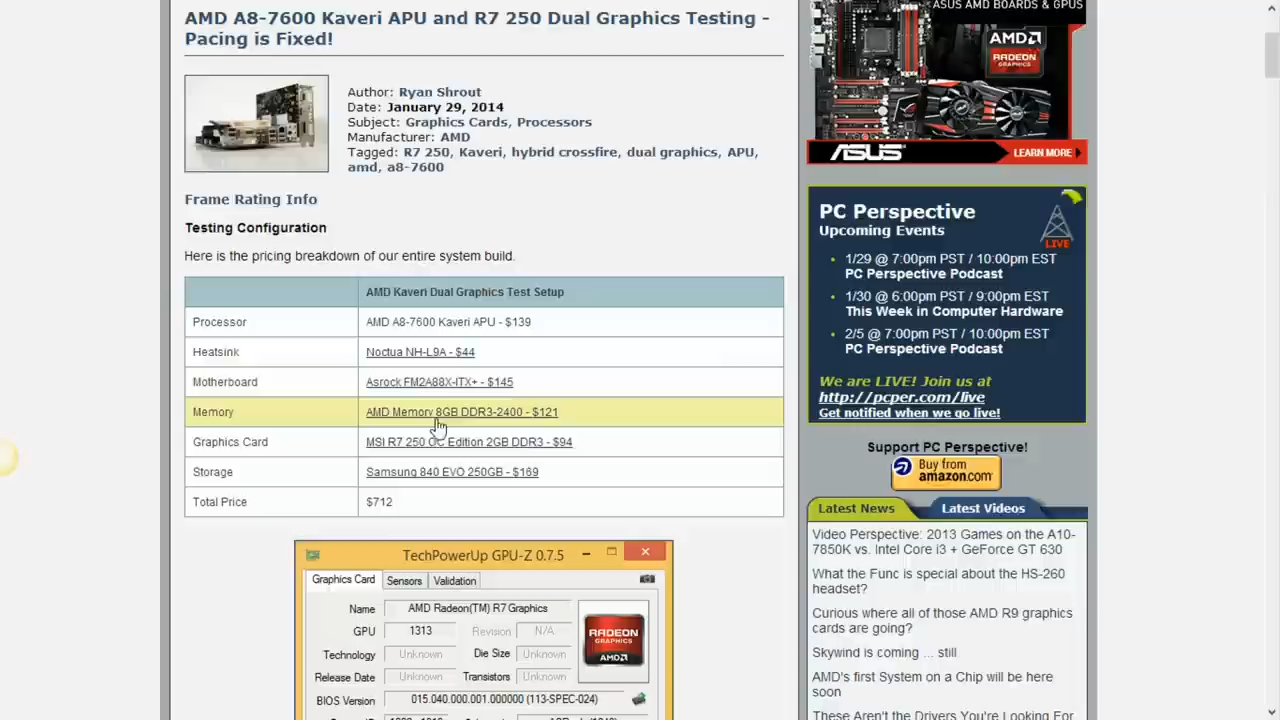 AMD A8-7600 Kaveri APU and R7 250 Dual Graphics Testing -
Pacing is Fixed!
Author: Ryan Shrout
Date: January 29, 2014
Subject: Graphics Cards, Processors
Manufacturer: AMD
Tagged: R7 250, Kaveri, hybrid crossfire, dual graphics, APU,
amd, a8-7600
Frame Rating Info
Testing Configuration
Here is the pricing breakdown of our entire system build.
AMD Kaveri Dual Graphics Test Setup
Processor AMD A8-7600 Kaveri APU - $139
Heatsink Noctua NH-L9A - $44
Motherboard Asrock FM2A88X-ITX+ - $145
Memory AMD Memory 8GB DDR3-2400 - $121
Graphics Card MSI R7 250 OC Edition 2GB DDR3 - $94
Storage Samsung 840 EVO 250GB - $169
Total Price $712
TechPowerUp GPU-Z 0.7.5
Graphics Card Sensors Validation
Name AMD Radeon(TM) R7 Graphics
GPU 1313 Revision N/A
Technology Unknown Die Size Unknown
Release Date Unknown Transistors Unknown
BIOS Version 015.040.000.001.000000 (113-SPEC-024)
RADEON
GRAPHICS
AMD
ASUS AMD BOARDS & GPUS
AMD
RADEON
GRAPHICS
ASUS LEARN MORE
PC Perspective
Upcoming Events
LIVE
• 1/29 @ 7:00pm PST / 10:00pm EST
PC Perspective Podcast
• 1/30 @ 6:00pm PST / 9:00pm EST
This Week in Computer Hardware
• 2/5 @ 7:00pm PST / 10:00pm EST
PC Perspective Podcast
We are LIVE! Join us at
http://pcper.com/live
Get notified when we go live!
Support PC Perspective!
Buy from
amazon.com
Latest News Latest Videos
Video Perspective: 2013 Games on the A10-
7850K vs. Intel Core i3 + GeForce GT 630
What the Func is special about the HS-260
headset?
Curious where all of those AMD R9 graphics
cards are going?
Skywind is coming ... still
AMD's first System on a Chip will be here
soon
These Aren't the Drivers You're Looking For